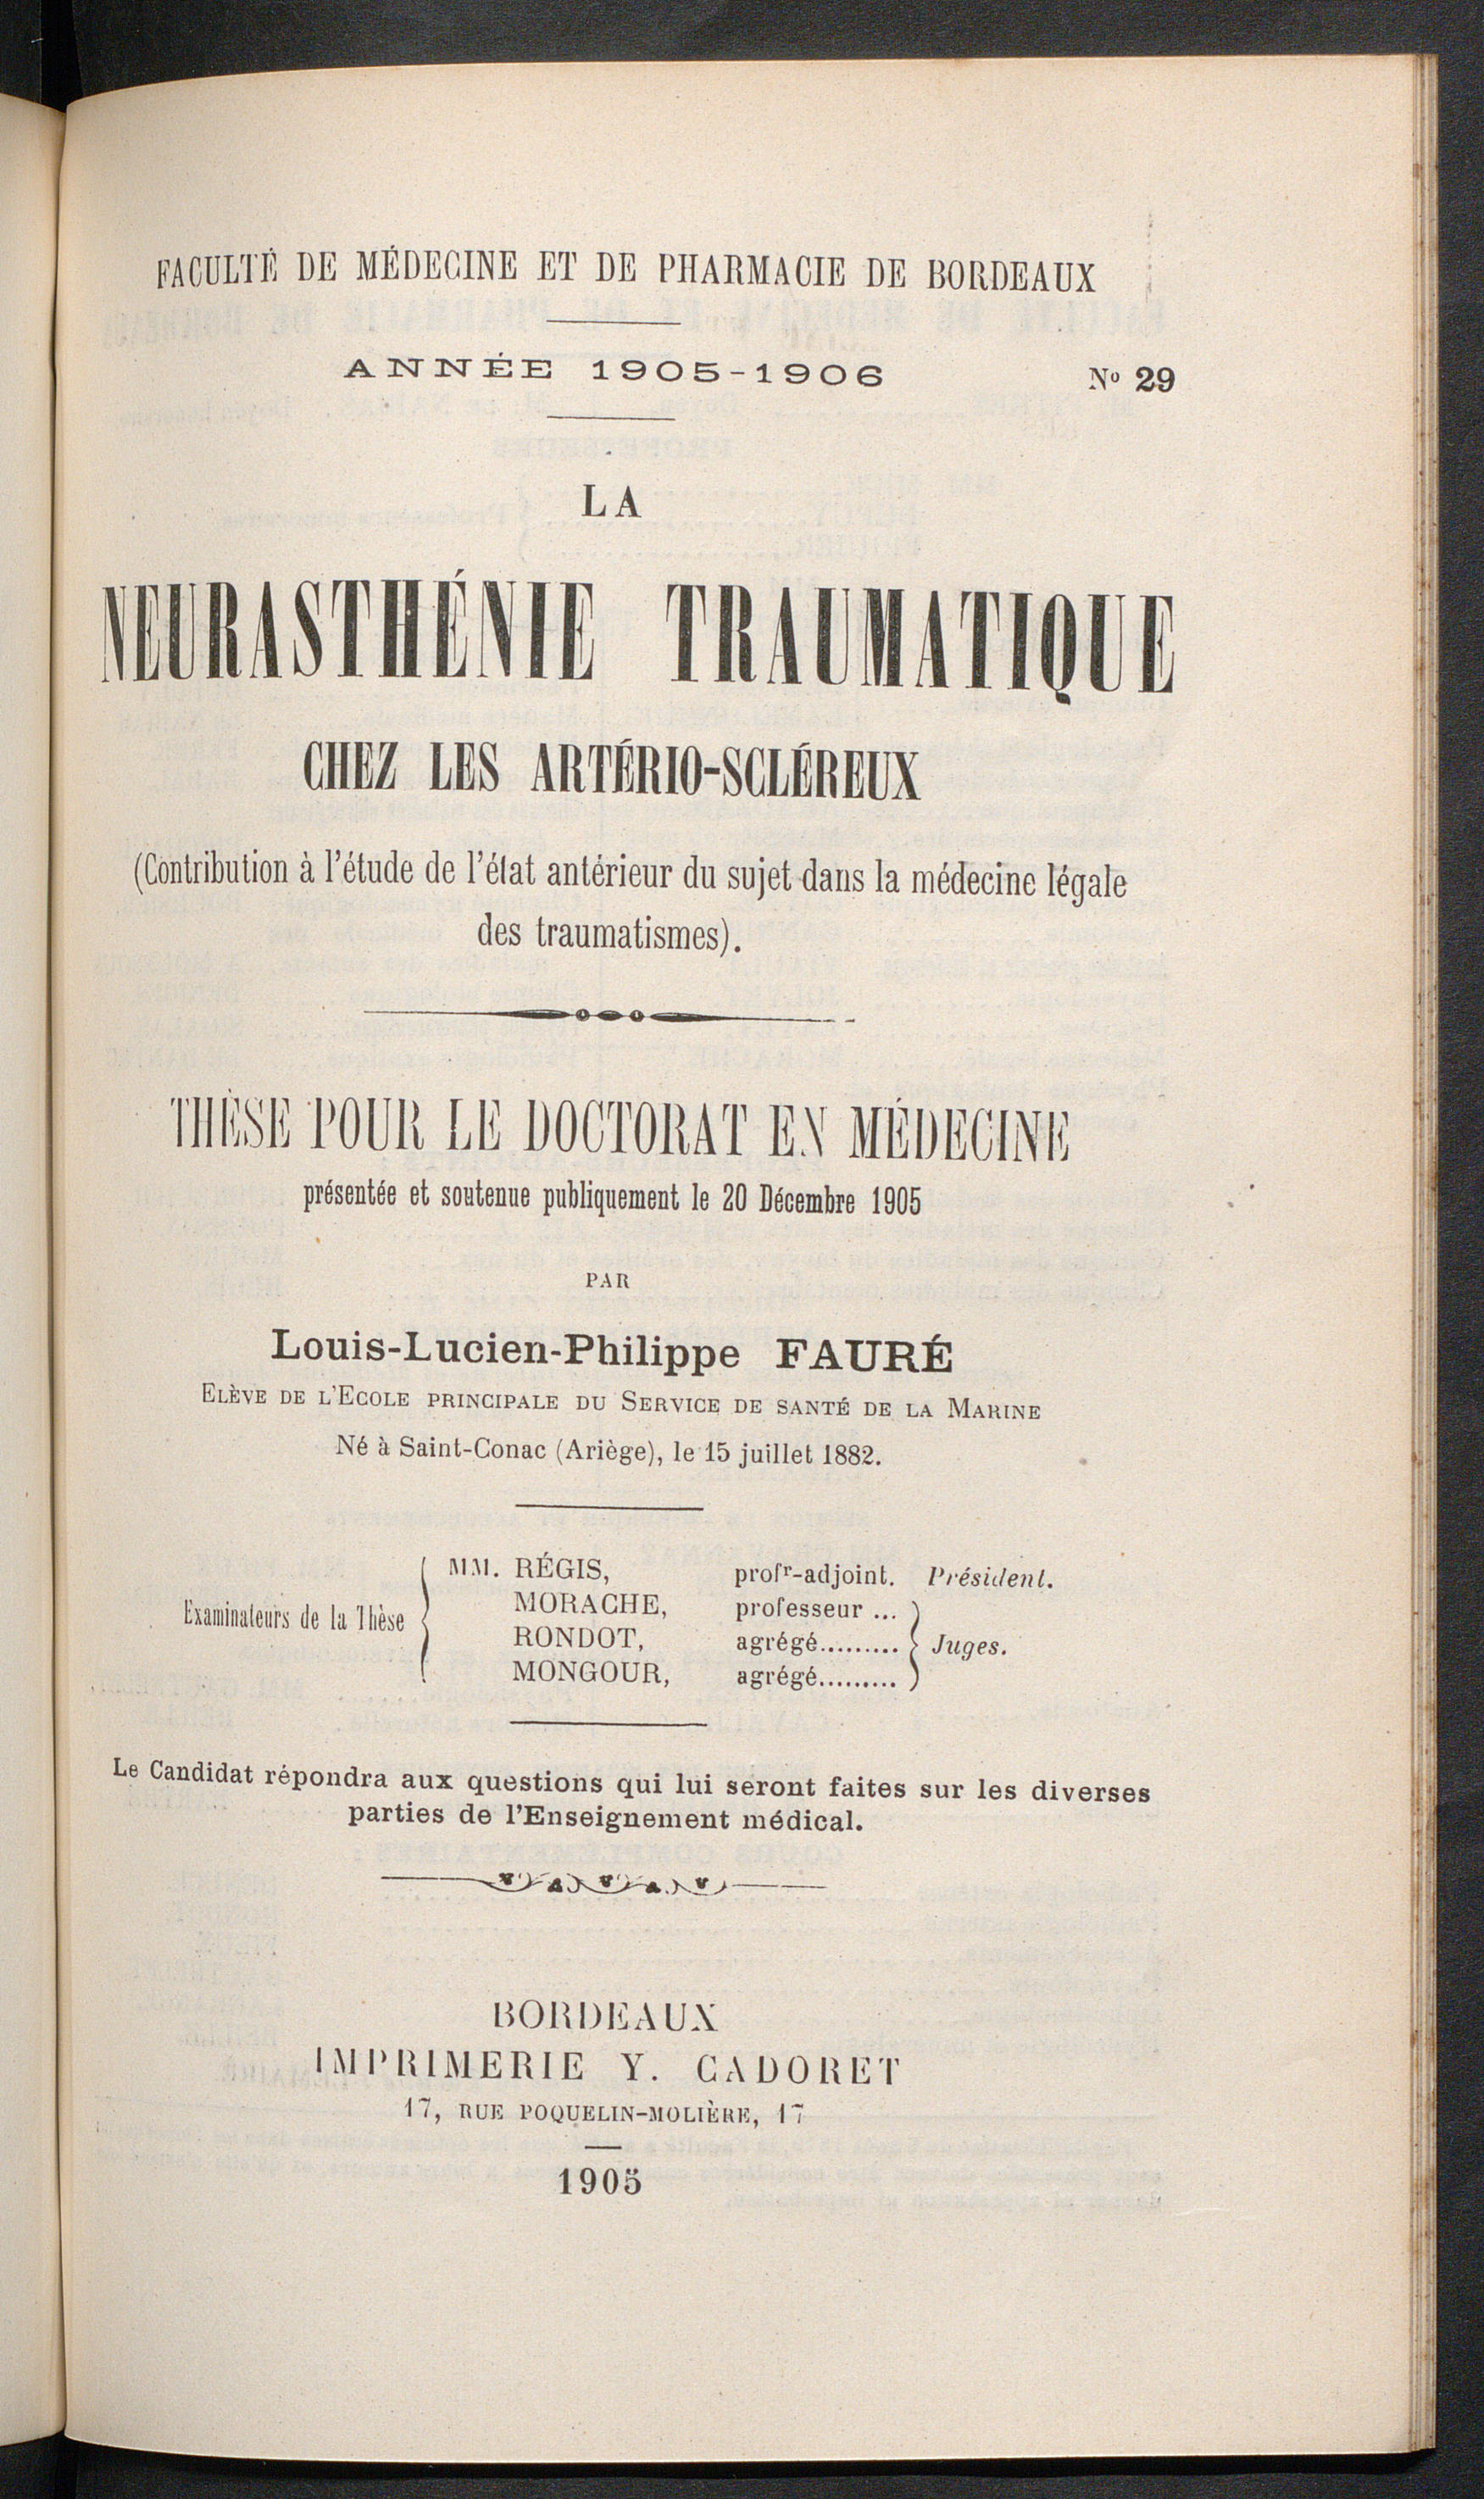 FACULTÉ DE MÉDECINE ET DE PHARMACIE DE BORDEAUX
ANNÉE 1905-1906 Nº 29
LA
NEURASTHÉNIE TRAUMATIQUE
CHEZ LES ARTÉRIO-SCLÉREUX
(Contribution à l'étude de l'état antérieur du sujet dans la médecine légale
des traumatismes).
THÈSE POUR LE DOCTORAT EN MÉDECINE
présentée et soutenue publiquement le 20 Décembre 1905
PAR
Louis-Lucien-Philippe FAURÉ
ELÈVE DE L'ECOLE PRINCIPALE DU SERVICE DE SANTÉ DE LA MARINE
Né à Saint-Conac (Ariège), le 15 juillet 1882.
Examinateurs de la Thèse
MM. RÉGIS, profr-adjoint. Président.
MORACHE, professeur ...
RONDOT, agrégé......... Juges.
MONGOUR, agrégé.........
Le Candidat répondra aux questions qui lui seront faites sur les diverses
parties de l'Enseignement médical.
BORDEAUX
IMPRIMERIE Y. CADORET
17, RUE POQUELIN-MOLIÈRE, 17
1905